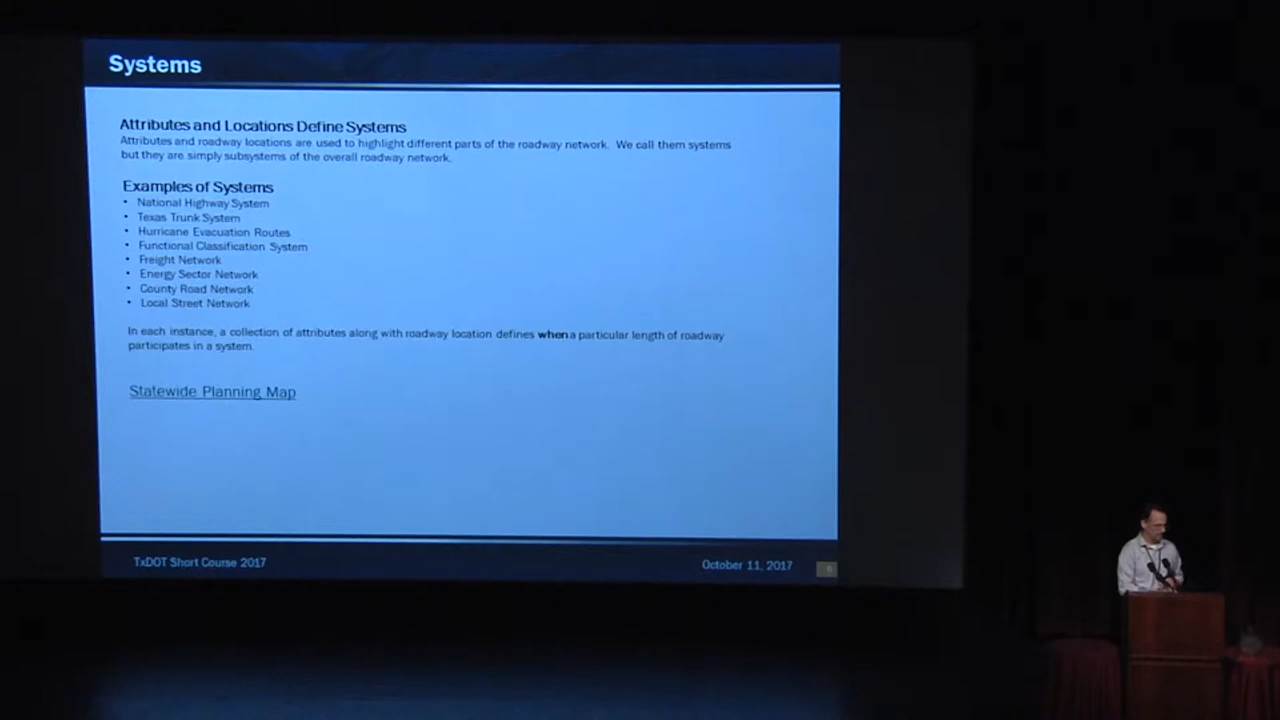 Systems
Attributes and Locations Define Systems
Attributes and roadway locations are used to highlight different parts of the roadway network. We call them systems
but they are simply subsystems of the overall roadway network.
Examples of Systems
• National Highway System
• Texas Trunk System
• Hurricane Evacuation Routes
• Functional Classification System
• Freight Network
• Energy Sector Network
• County Road Network
• Local Street Network
In each instance, a collection of attributes along with roadway location defines when a particular length of roadway
participates in a system.
Statewide Planning Map
TxDOT Short Course 2017
October 11, 2017
6